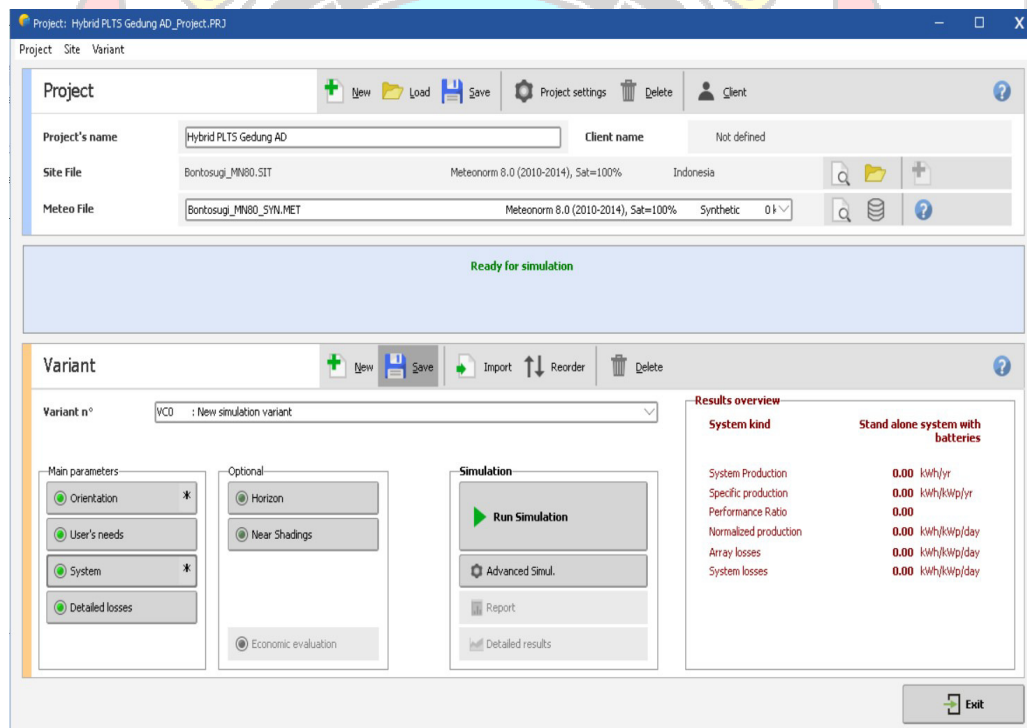 Project: Hybrid PLTS Gedung AD_Project.PRJ
Project Site Variant
Project
New Load Save Project settings Delete Client
Project's name Hybrid PLTS Gedung AD Client name Not defined
Site File Bontosugi_MN80.SIT Meteonorm 8.0 (2010-2014), Sat=100% Indonesia
Meteo File Bontosugi_MN80_SYN.MET Meteonorm 8.0 (2010-2014), Sat=100% Synthetic 0 k
Ready for simulation
Variant
New Save Import Reorder Delete
Variant n° VC0 : New simulation variant
Main parameters
Orientation *
User's needs
System *
Detailed losses
Optional
Horizon
Near Shadings
Economic evaluation
Simulation
Run Simulation
Advanced Simul.
Report
Detailed results
Results overview
System kind Stand alone system with
batteries
System Production 0.00 kWh/yr
Specific production 0.00 kWh/kWp/yr
Performance Ratio 0.00
Normalized production 0.00 kWh/kWp/day
Array losses 0.00 kWh/kWp/day
System losses 0.00 kWh/kWp/day
Exit